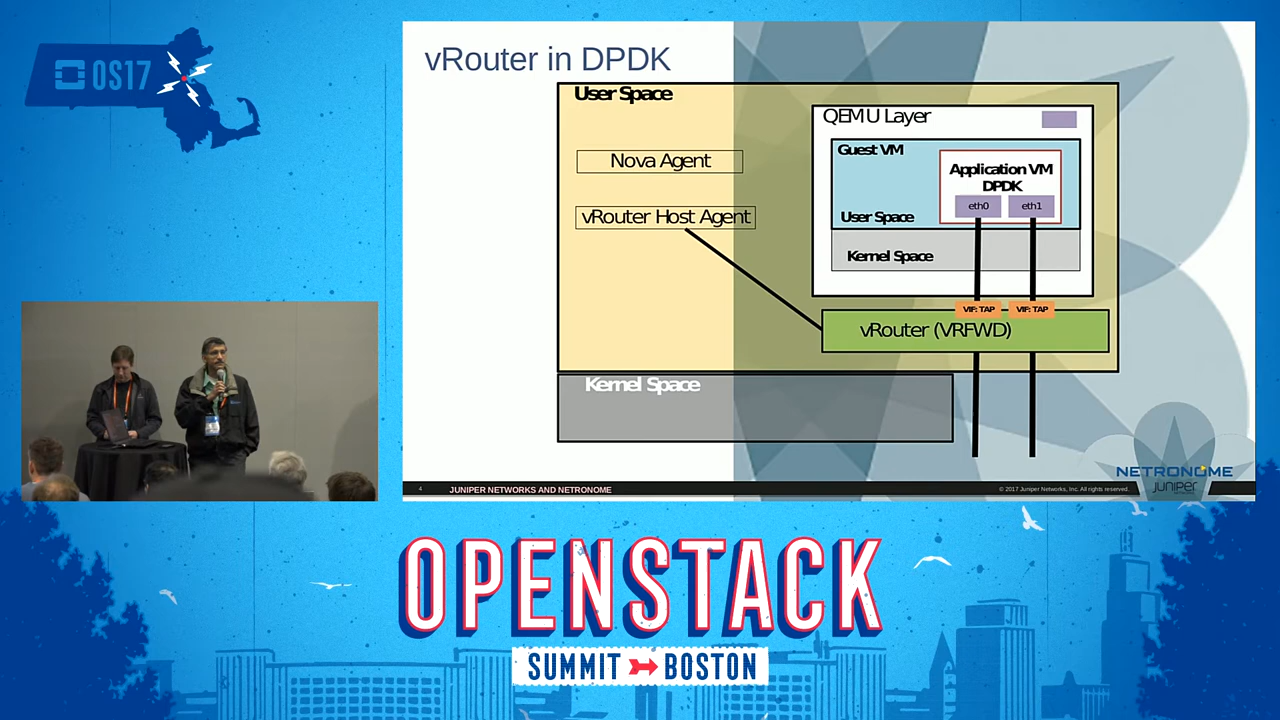 OS17
vRouter in DPDK
User Space
QEMU Layer
Nova Agent
Guest VM
Application VM
DPDK
eth0
eth1
vRouter Host Agent
User Space
Kernel Space
VIF: TAP
VIF: TAP
vRouter (VRFWD)
Kernel Space
NETRONOME
JUNIPER
4
JUNIPER NETWORKS AND NETRONOME
© 2017 Juniper Networks, Inc. All rights reserved.
OPENSTACK
SUMMIT BOSTON